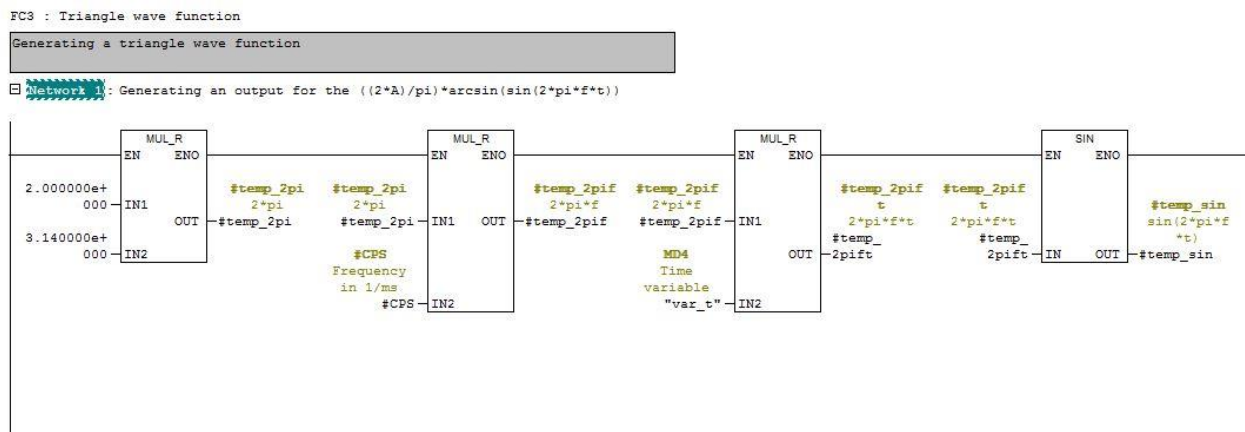 FC3 : Triangle wave function
Generating a triangle wave function
Network 1: Generating an output for the ((2*A)/pi)*arcsin(sin(2*pi*f*t))
MUL_R
EN ENO
2.000000e+
000
IN1
3.140000e+
000
IN2
OUT
#temp_2pi
2*pi
#temp_2pi
MUL_R
EN ENO
#temp_2pi
2*pi
#temp_2pi
IN1
#CPS
Frequency
in 1/ms
#CPS
IN2
OUT
#temp_2pif
2*pi*f
#temp_2pif
MUL_R
EN ENO
#temp_2pif
2*pi*f
#temp_2pif
IN1
MD4
Time
variable
"var_t"
IN2
OUT
#temp_2pif
t
2*pi*f*t
#temp_
2pift
SIN
EN ENO
#temp_2pif
t
2*pi*f*t
#temp_
2pift
IN
OUT
#temp_sin
sin(2*pi*f
*t)
#temp_sin